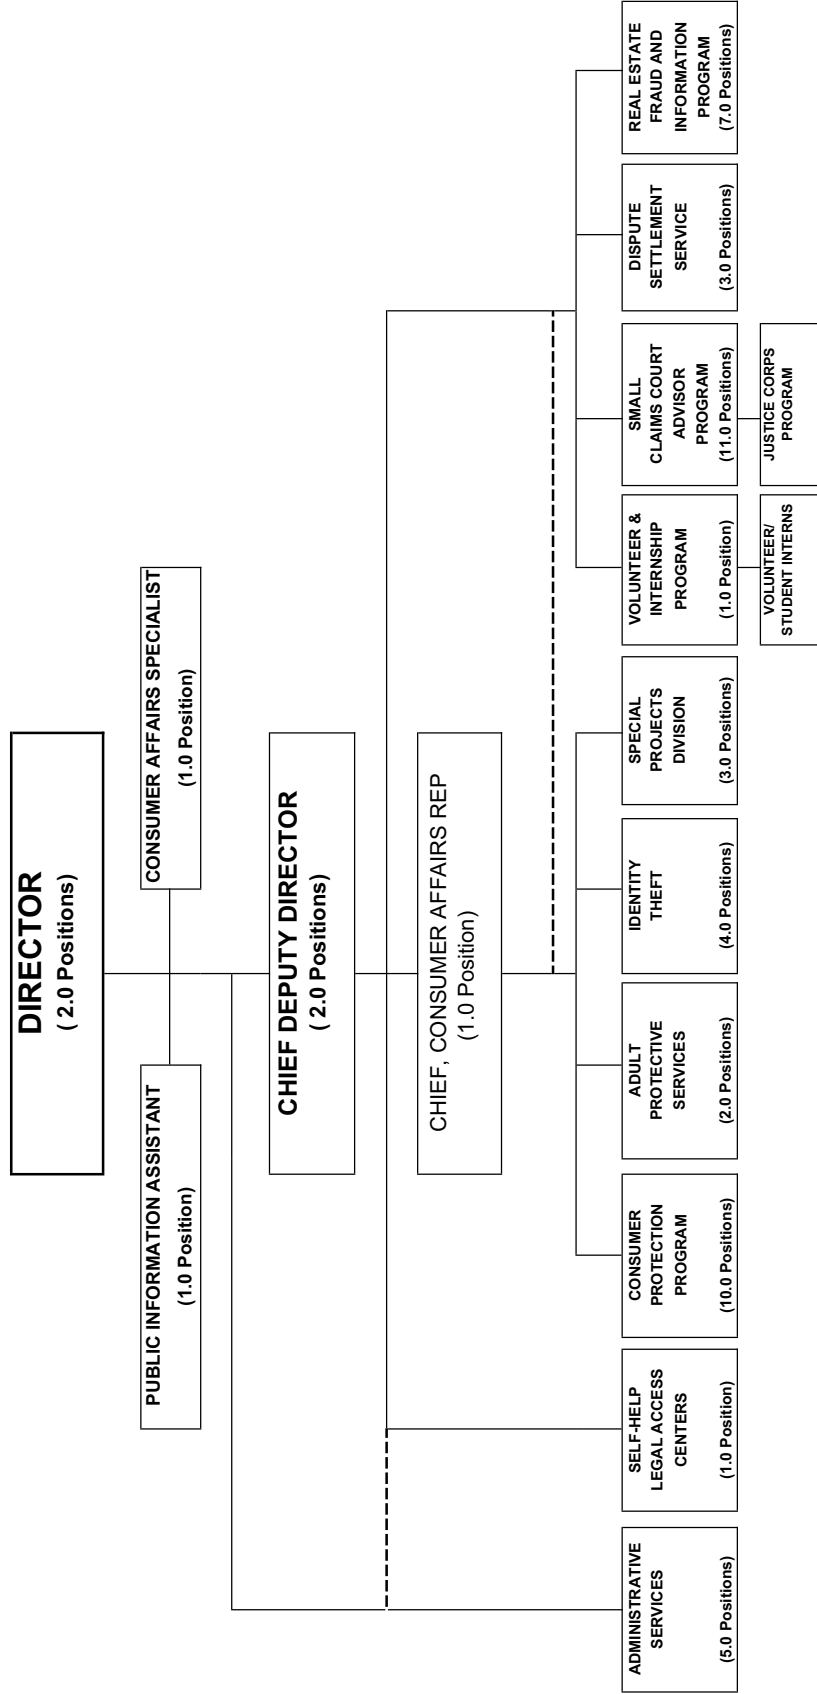 DIRECTOR
( 2.0 Positions)
PUBLIC INFORMATION ASSISTANT
(1.0 Position)
CONSUMER AFFAIRS SPECIALIST
(1.0 Position)
CHIEF DEPUTY DIRECTOR
( 2.0 Positions)
CHIEF, CONSUMER AFFAIRS REP
(1.0 Position)
ADMINISTRATIVE
SERVICES
(5.0 Positions)
SELF-HELP
LEGAL ACCESS
CENTERS
(1.0 Position)
CONSUMER
PROTECTION
PROGRAM
(10.0 Positions)
ADULT
PROTECTIVE
SERVICES
(2.0 Positions)
IDENTITY
THEFT
(4.0 Positions)
SPECIAL
PROJECTS
DIVISION
(3.0 Positions)
VOLUNTEER &
INTERNSHIP
PROGRAM
(1.0 Position)
SMALL
CLAIMS COURT
ADVISOR
PROGRAM
(11.0 Positions)
DISPUTE
SETTLEMENT
SERVICE
(3.0 Positions)
REAL ESTATE
FRAUD AND
INFORMATION
PROGRAM
(7.0 Positions)
VOLUNTEER/
STUDENT INTERNS
JUSTICE CORPS
PROGRAM